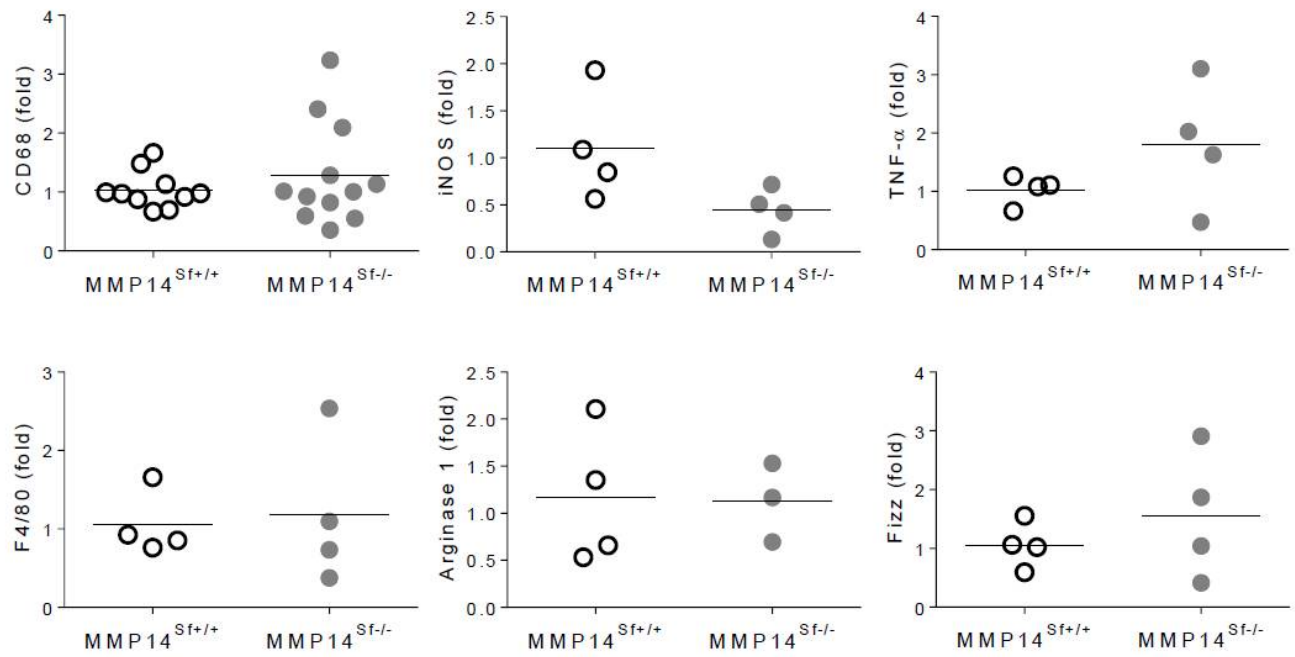 CD68 (fold)
4
3
2
1
0
MMP14Sf+/+ MMP14Sf-/-
iNOS (fold)
2.5
2.0
1.5
1.0
0.5
0.0
MMP14Sf+/+ MMP14Sf-/-
TNF-α (fold)
4
3
2
1
0
MMP14Sf+/+ MMP14Sf-/-
F4/80 (fold)
3
2
1
0
MMP14Sf+/+ MMP14Sf-/-
Arginase 1 (fold)
2.5
2.0
1.5
1.0
0.5
0.0
MMP14Sf+/+ MMP14Sf-/-
Fizz (fold)
4
3
2
1
0
MMP14Sf+/+ MMP14Sf-/-